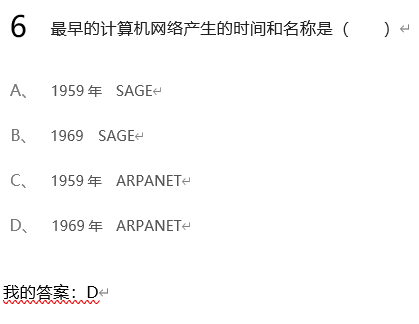 6 最早的计算机网络产生的时间和名称是（　　）↵
A、 1959 年 SAGE↵
B、 1969 SAGE↵
C、 1959 年 ARPANET↵
D、 1969 年 ARPANET↵
我的答案：D↵